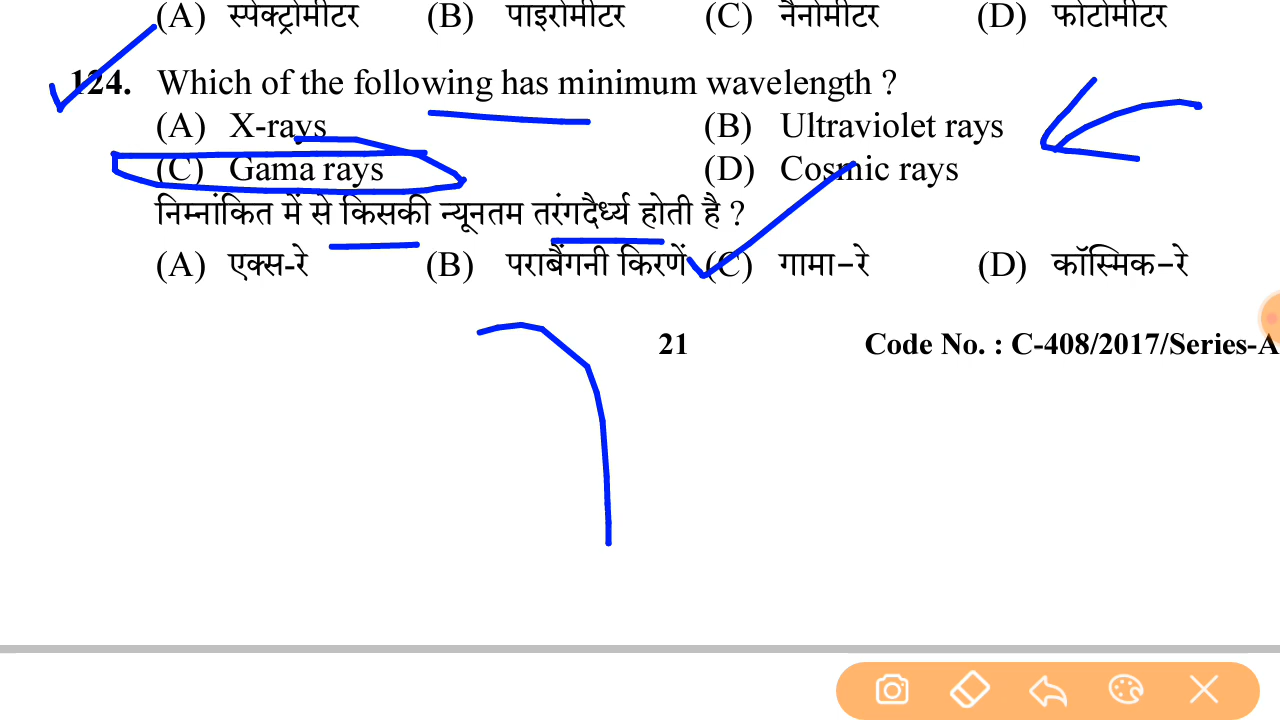 (A) स्पेक्ट्रोमीटर (B) पाइरोमीटर (C) नैनोमीटर (D) फोटोमीटर
124. Which of the following has minimum wavelength ?
(A) X-rays (B) Ultraviolet rays
(C) Gama rays (D) Cosmic rays
निम्नांकित में से किसकी न्यूनतम तरंगदैर्ध्य होती है ?
(A) एक्स-रे (B) पराबैंगनी किरणें (C) गामा–रे (D) कॉस्मिक–रे
21 Code No. : C-408/2017/Series-A